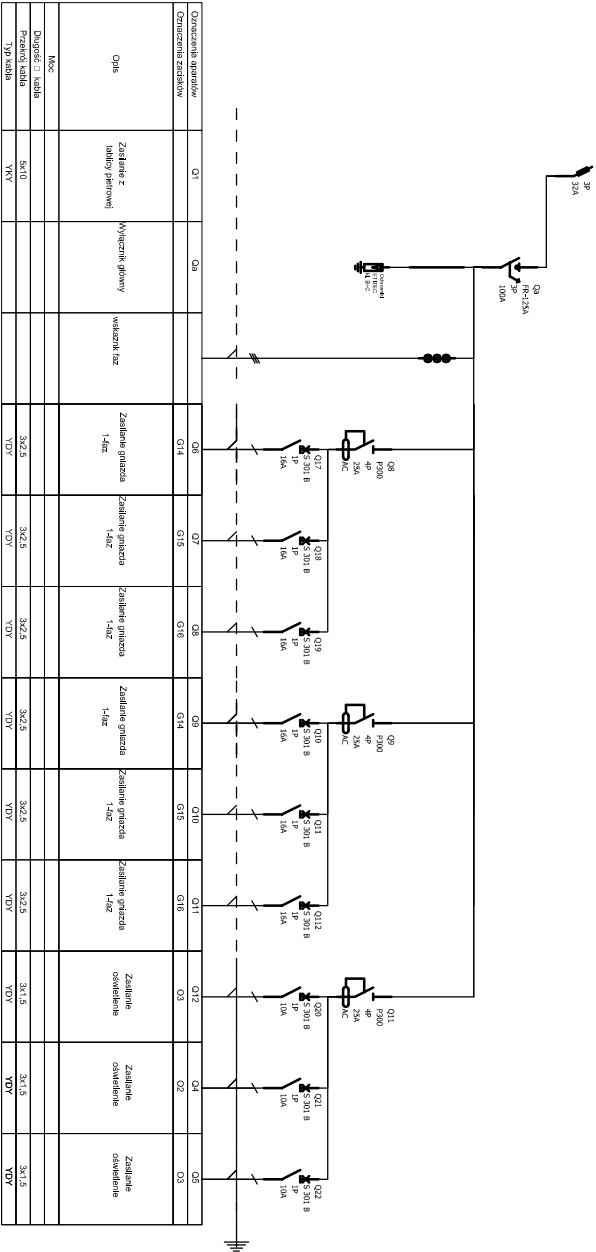 3P
32A
Qa
FR-125A
3P
100A
Ochronniki
ETITEC
B+C
Q8
P300
4P
25A
AC
Q9
P300
4P
25A
AC
Q11
P300
4P
25A
AC
Q17
S 301 B
1P
16A
Q18
S 301 B
1P
16A
Q19
S 301 B
1P
16A
Q10
S 301 B
1P
16A
Q11
S 301 B
1P
16A
Q112
S 301 B
1P
16A
Q20
S 301 B
1P
10A
Q21
S 301 B
1P
10A
Q22
S 301 B
1P
10A
Oznaczenia aparatów Q1 Qa Q6 Q7 Q8 Q9 Q10 Q11 Q12 Q4 Q5
Oznaczenia zacisków G14 G15 G16 G14 G15 G16 O3 O2 O3
Opis
Zasilanie z
tablicy piętrowej
Wyłącznik główny
wskaznk faz
Zasilanie gniazda
1-faz
Zasilanie gniazda
1-faz
Zasilanie gniazda
1-faz
Zasilanie gniazda
1-faz
Zasilanie gniazda
1-faz
Zasilanie gniazda
1-faz
Zasilanie
oświetlenie
Zasilanie
oświetlenie
Zasilanie
oświetlenie
Moc
Długość □ kabla
Przekrój kabla 5x10 3x2,5 3x2,5 3x2,5 3x2,5 3x2,5 3x2,5 3x1,5 3x1,5 3x1,5
Typ kabla YKY YDY YDY YDY YDY YDY YDY YDY YDY YDY